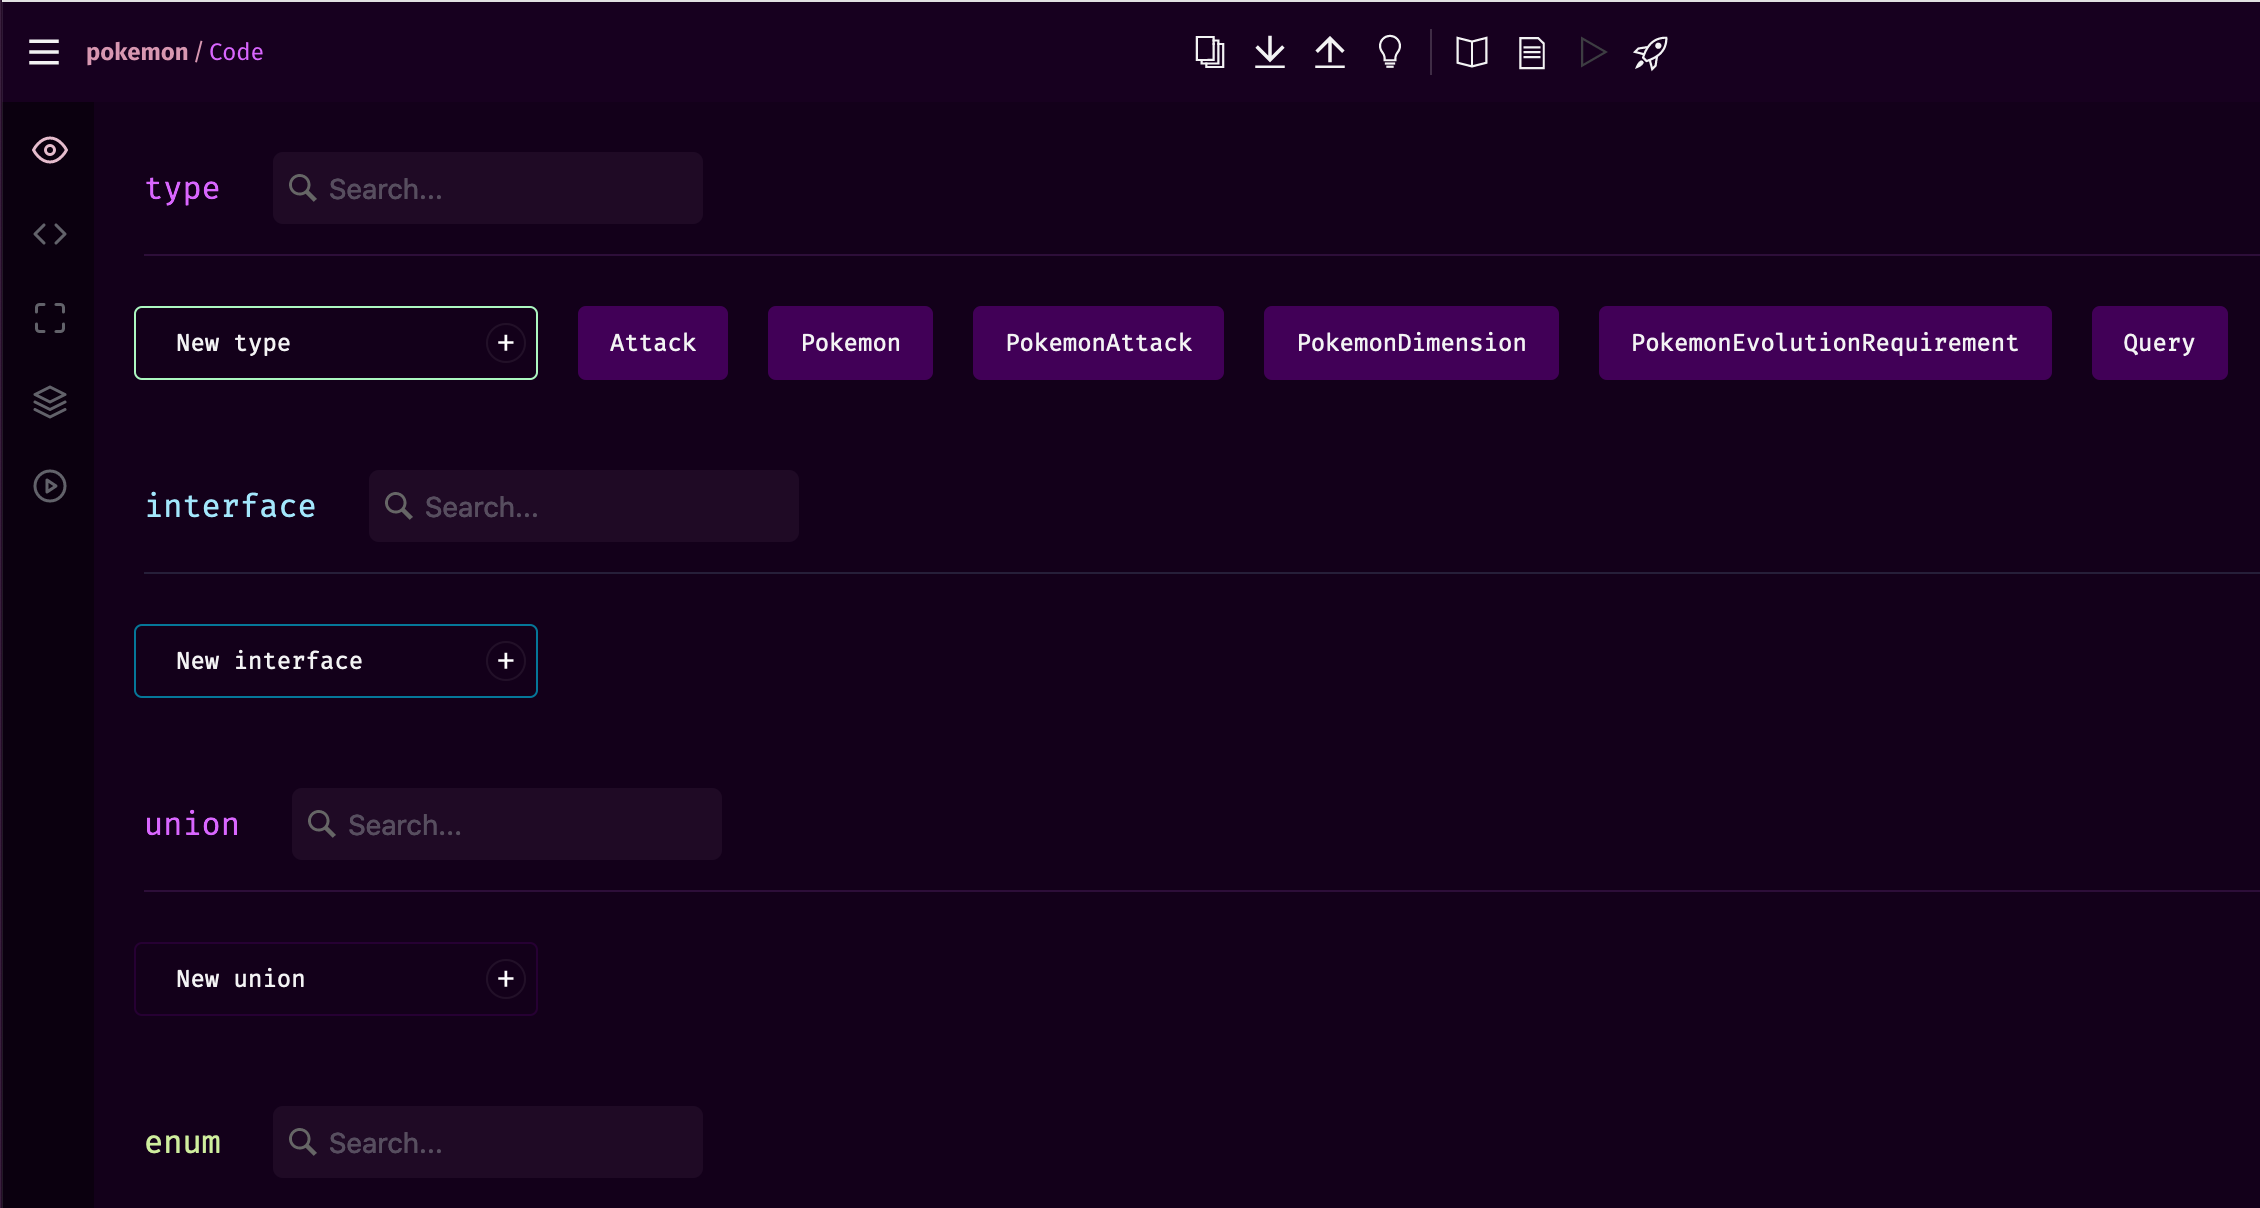 pokemon / Code
type Search...
New type + Attack Pokemon PokemonAttack PokemonDimension PokemonEvolutionRequirement Query
interface Search...
New interface +
union Search...
New union +
enum Search...